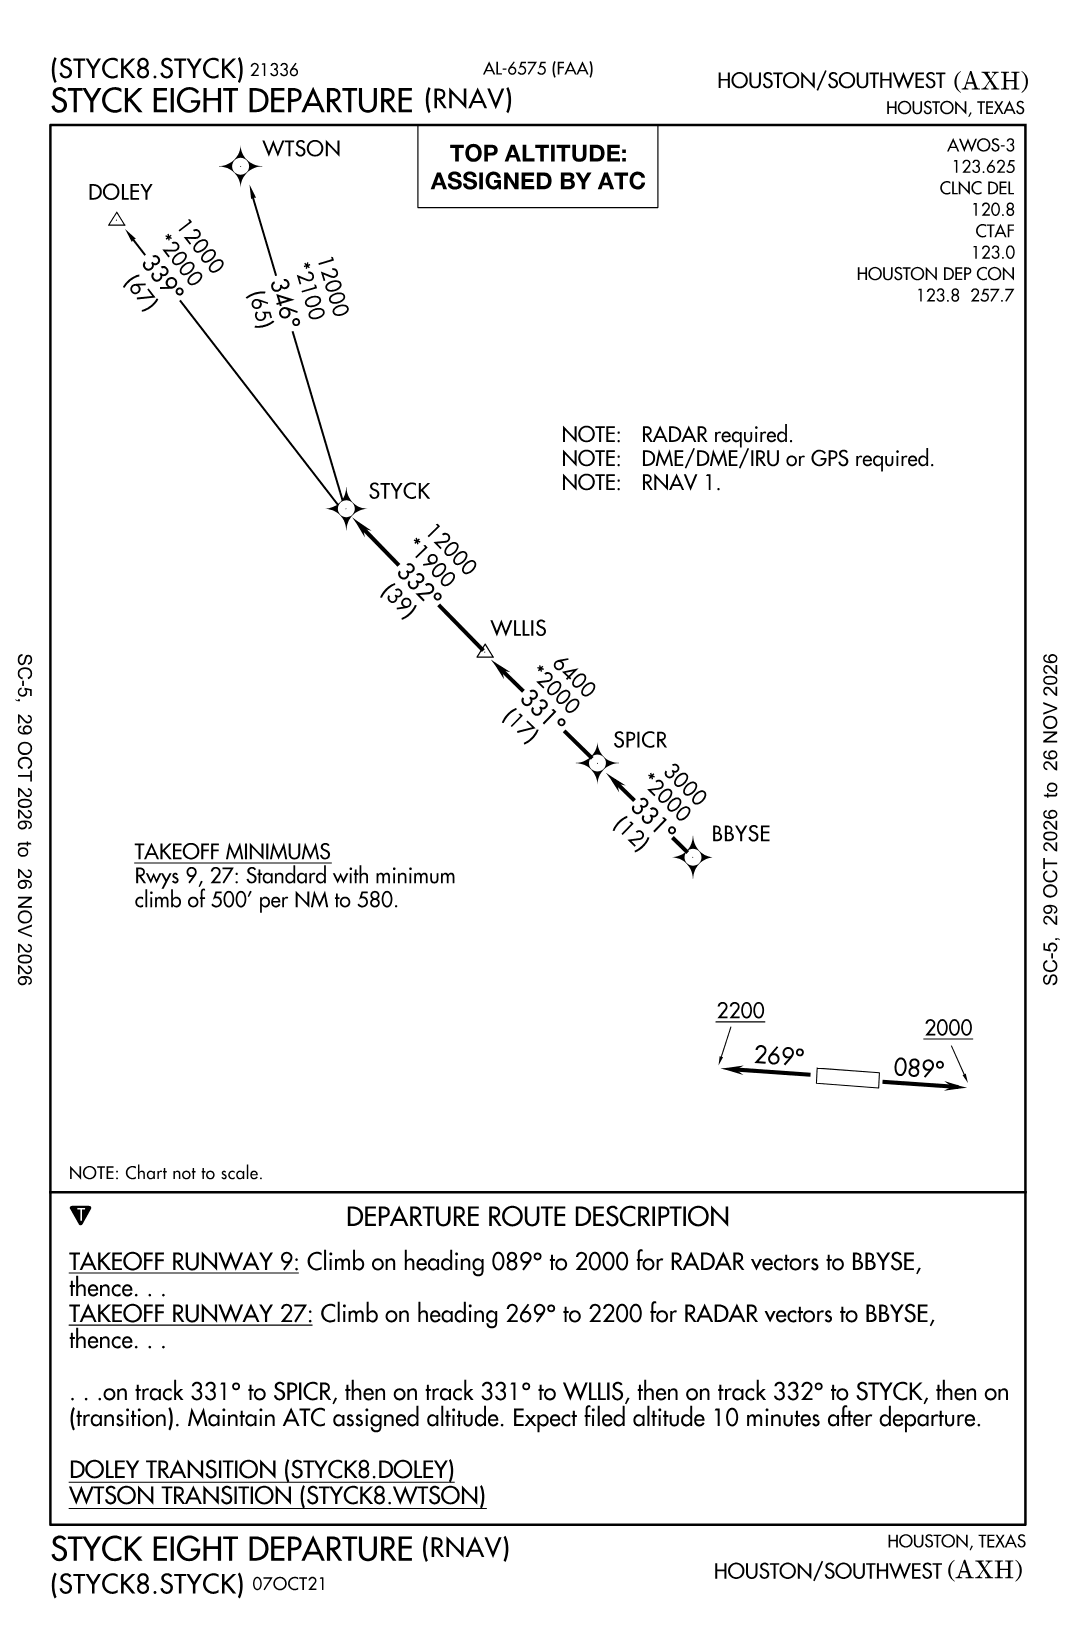 (STYCK8.STYCK) 21336
AL-6575 (FAA)
STYCK EIGHT DEPARTURE (RNAV)
HOUSTON/SOUTHWEST (AXH)
HOUSTON, TEXAS
TOP ALTITUDE:
ASSIGNED BY ATC
AWOS-3
123.625
CLNC DEL
120.8
CTAF
123.0
HOUSTON DEP CON
123.8 257.7
WTSON
DOLEY
12000
*2000
339°
(67)
12000
*2100
346°
(65)
NOTE: RADAR required.
NOTE: DME/DME/IRU or GPS required.
NOTE: RNAV 1.
STYCK
12000
*1900
332°
(39)
WLLIS
6400
*2000
331°
(17)
SPICR
3000
*2000
331°
(12)
BBYSE
TAKEOFF MINIMUMS
Rwys 9, 27: Standard with minimum
climb of 500' per NM to 580.
2200
2000
269°
089°
NOTE: Chart not to scale.
SC-5, 29 OCT 2026 to 26 NOV 2026
SC-5, 29 OCT 2026 to 26 NOV 2026
T
DEPARTURE ROUTE DESCRIPTION
TAKEOFF RUNWAY 9: Climb on heading 089° to 2000 for RADAR vectors to BBYSE,
thence. . .
TAKEOFF RUNWAY 27: Climb on heading 269° to 2200 for RADAR vectors to BBYSE,
thence. . .
. . .on track 331° to SPICR, then on track 331° to WLLIS, then on track 332° to STYCK, then on
(transition). Maintain ATC assigned altitude. Expect filed altitude 10 minutes after departure.
DOLEY TRANSITION (STYCK8.DOLEY)
WTSON TRANSITION (STYCK8.WTSON)
STYCK EIGHT DEPARTURE (RNAV)
(STYCK8.STYCK) 07OCT21
HOUSTON, TEXAS
HOUSTON/SOUTHWEST (AXH)